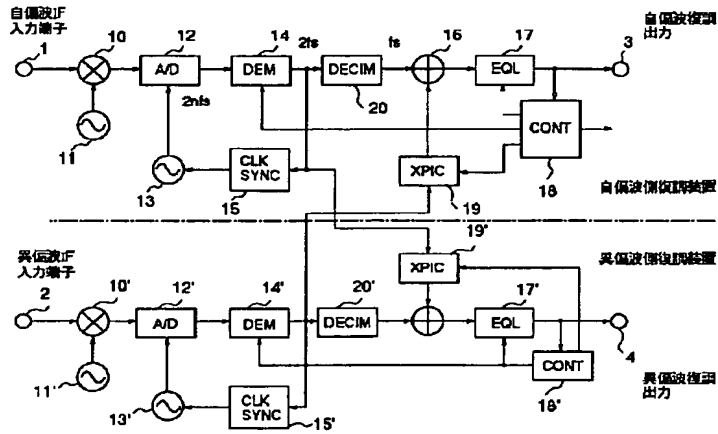 自偏波IF
入力端子
1
10
12
14
2fs
fs
16
17
自偏波復調
出力
3
A/D
DEM
DECIM
EQL
2nfs
20
11
13
CLK
SYNC
15
XPIC
19
CONT
18
自偏波側復調装置
19'
異偏波IF
入力端子
2
10'
12'
14'
20'
XPIC
17'
異偏波側復調装置
A/D
DEM
DECIM
EQL
4
11'
13'
CLK
SYNC
15'
CONT
18'
異偏波復調
出力